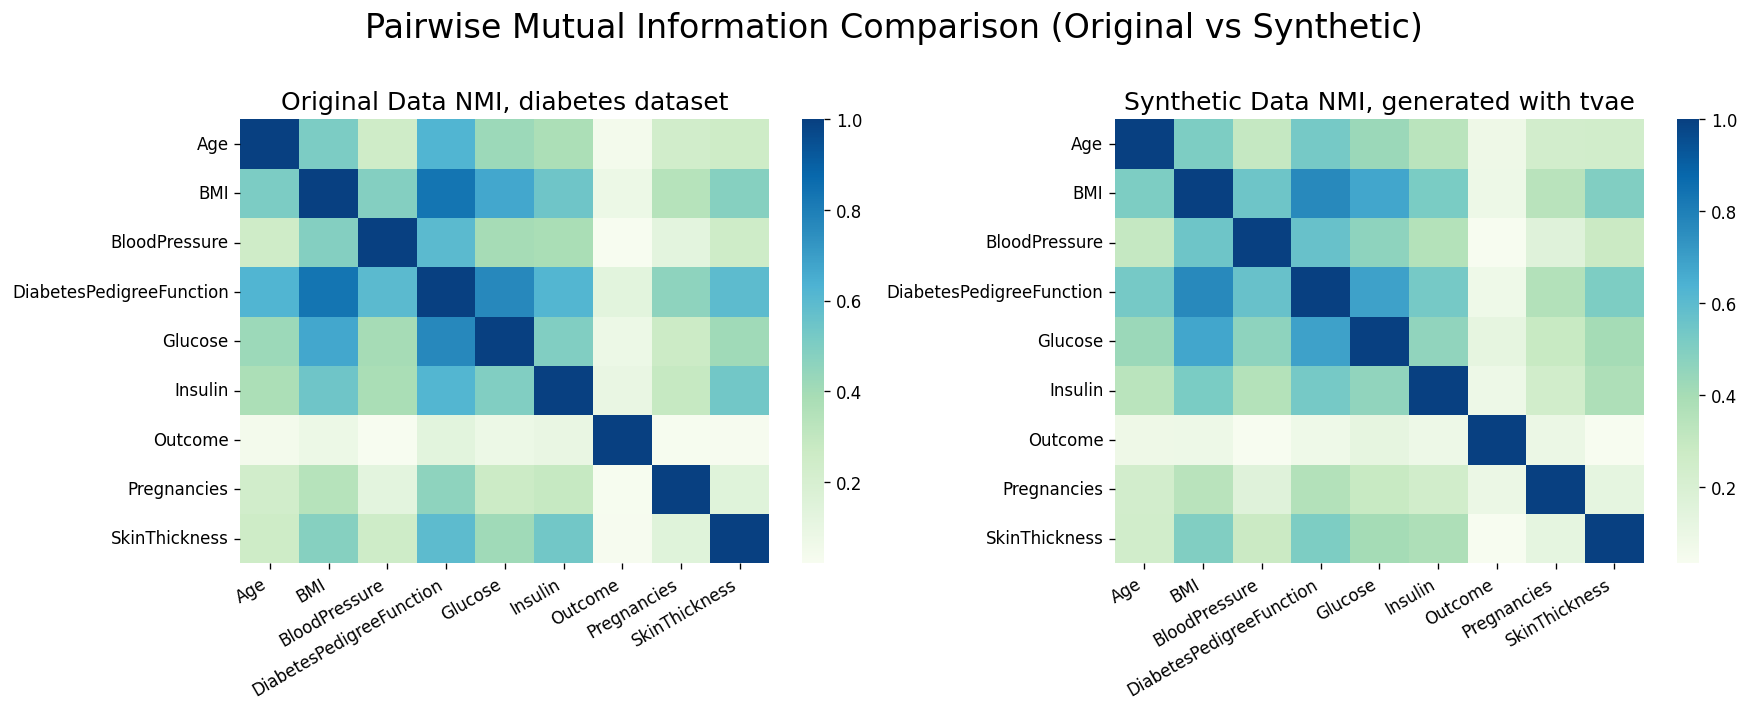 Pairwise Mutual Information Comparison (Original vs Synthetic)
Original Data NMI, diabetes dataset
Age
BMI
BloodPressure
DiabetesPedigreeFunction
Glucose
Insulin
Outcome
Pregnancies
SkinThickness
Age
BMI
BloodPressure
DiabetesPedigreeFunction
Glucose
Insulin
Outcome
Pregnancies
SkinThickness
1.0
0.8
0.6
0.4
0.2
Synthetic Data NMI, generated with tvae
Age
BMI
BloodPressure
DiabetesPedigreeFunction
Glucose
Insulin
Outcome
Pregnancies
SkinThickness
Age
BMI
BloodPressure
DiabetesPedigreeFunction
Glucose
Insulin
Outcome
Pregnancies
SkinThickness
1.0
0.8
0.6
0.4
0.2